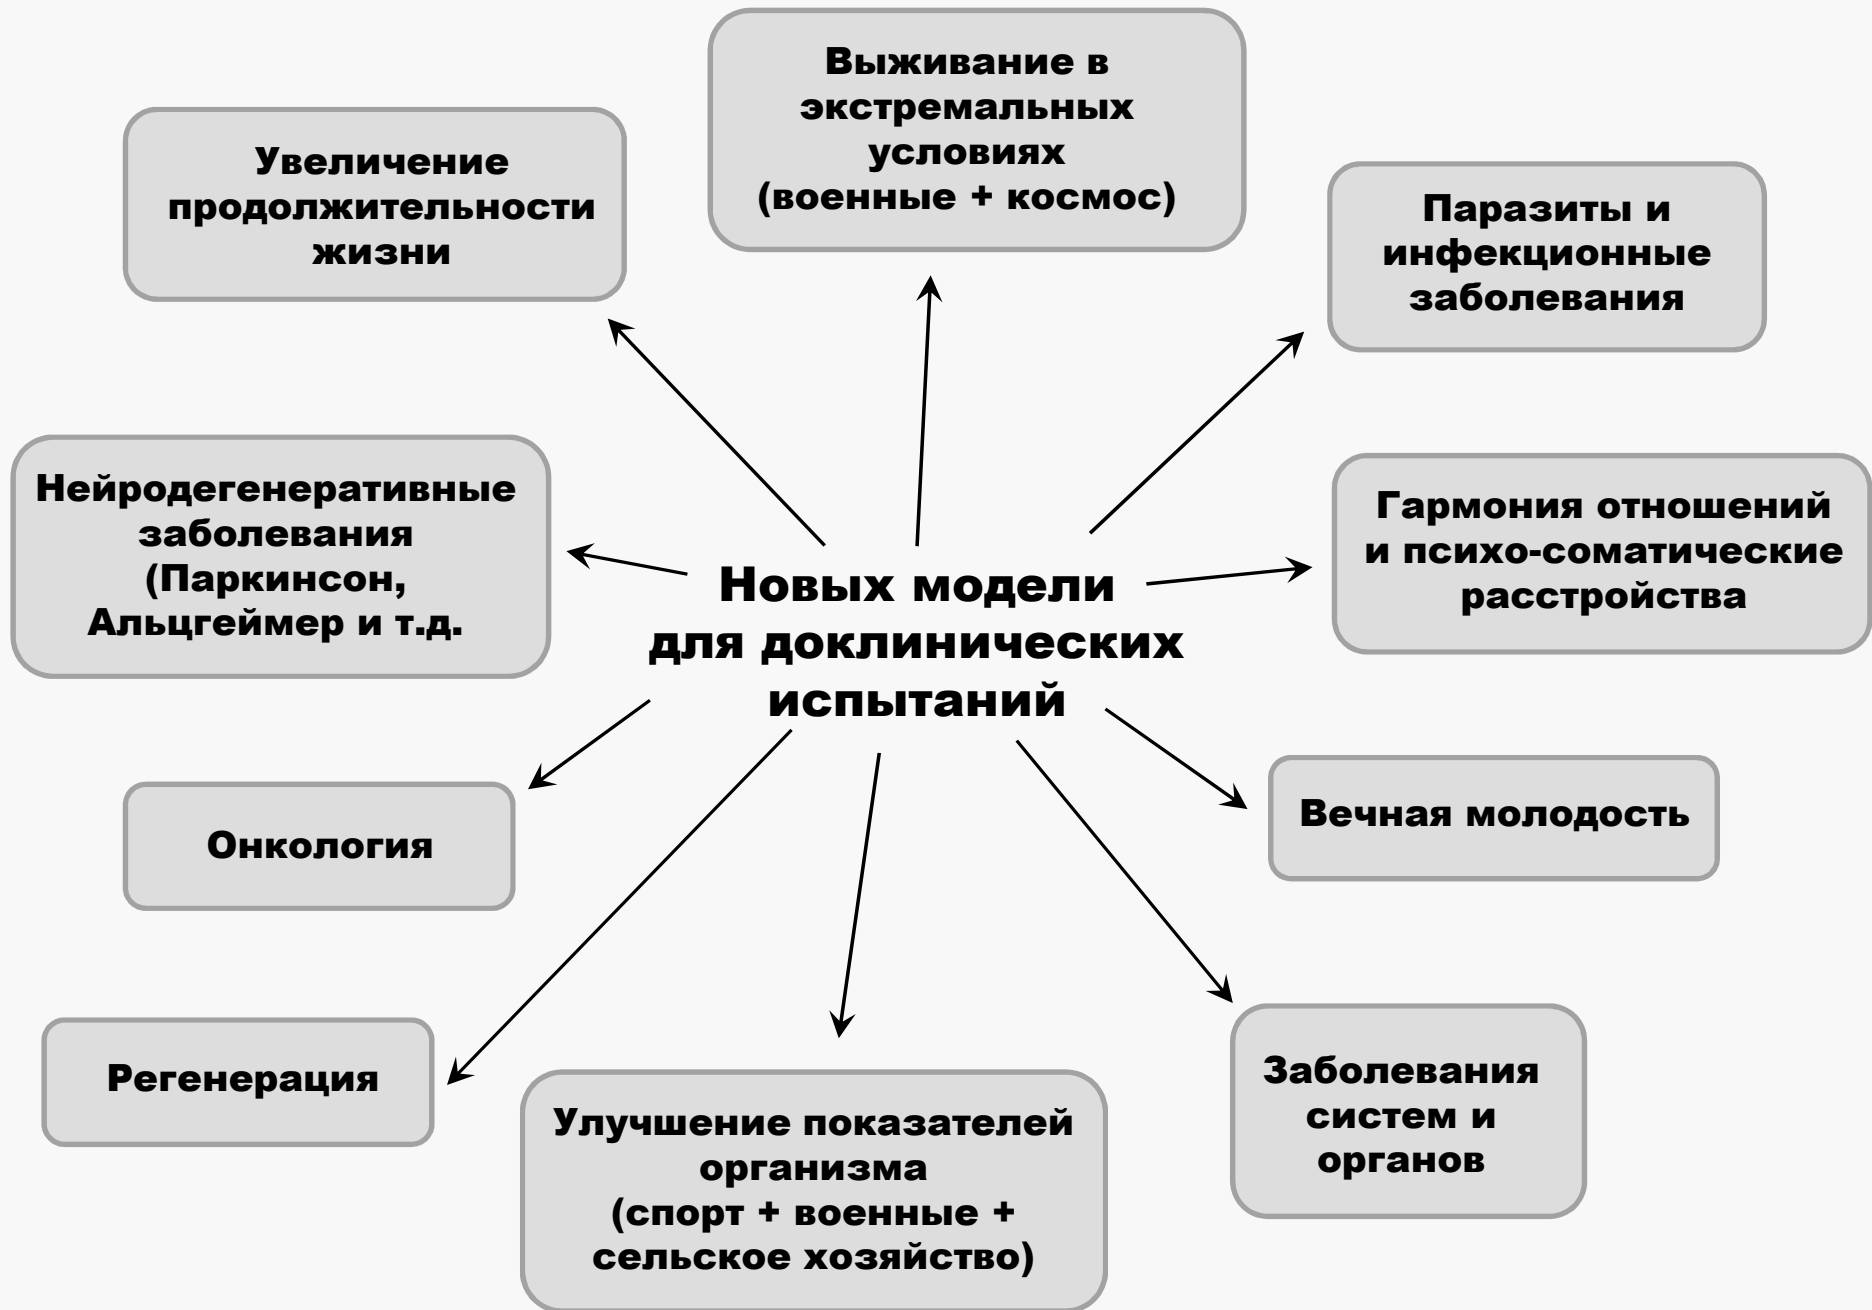 Выживание в
экстремальных
условиях
(военные + космос)
Увеличение
продолжительности
жизни
Паразиты и
инфекционные
заболевания
Нейродегенеративные
заболевания
(Паркинсон,
Альцгеймер и т.д.
Гармония отношений
и психо-соматические
расстройства
Новых модели
для доклинических
испытаний
Онкология
Вечная молодость
Регенерация
Улучшение показателей
организма
(спорт + военные +
сельское хозяйство)
Заболевания
систем и
органов